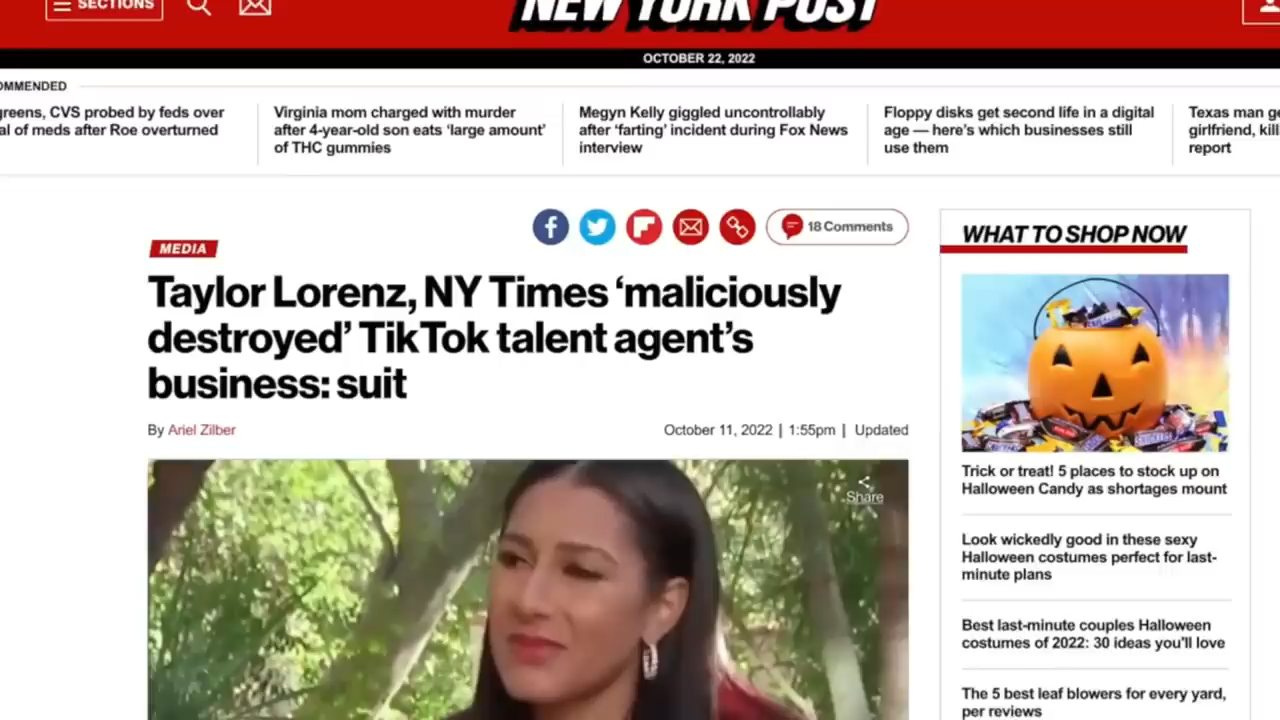 SECTIONS
NEW YORK POST
OCTOBER 22, 2022
OMMENDED
greens, CVS probed by feds over
al of meds after Roe overturned
Virginia mom charged with murder
after 4-year-old son eats ‘large amount’
of THC gummies
Megyn Kelly giggled uncontrollably
after ‘farting’ incident during Fox News
interview
Floppy disks get second life in a digital
age — here’s which businesses still
use them
Texas man g
girlfriend, kil
report
18 Comments
MEDIA
Taylor Lorenz, NY Times ‘maliciously
destroyed’ TikTok talent agent’s
business: suit
By Ariel Zilber
October 11, 2022 | 1:55pm | Updated
Share
WHAT TO SHOP NOW
Trick or treat! 5 places to stock up on
Halloween Candy as shortages mount
Look wickedly good in these sexy
Halloween costumes perfect for last-
minute plans
Best last-minute couples Halloween
costumes of 2022: 30 ideas you’ll love
The 5 best leaf blowers for every yard,
per reviews